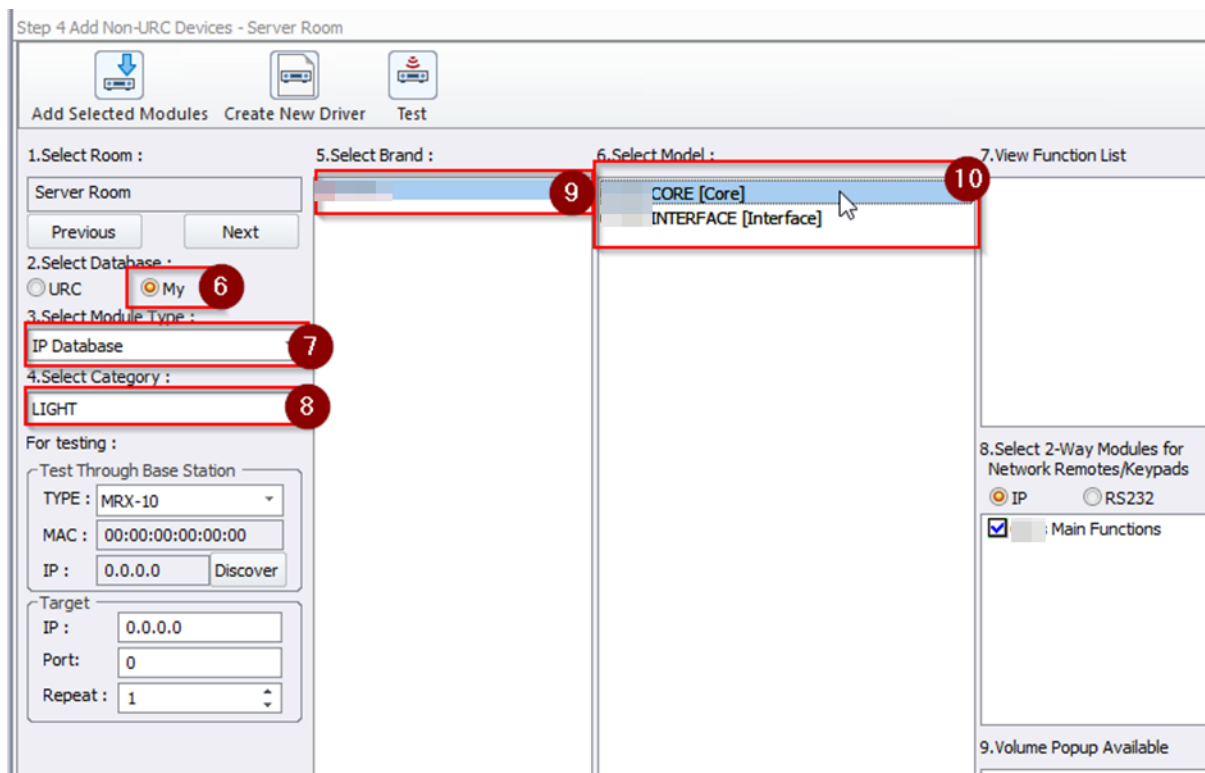 Step 4 Add Non-URC Devices - Server Room
Add Selected Modules Create New Driver Test
1.Select Room :
Server Room
Previous Next
2.Select Database :
URC My 6
3.Select Module Type :
IP Database 7
4.Select Category :
LIGHT 8
For testing :
Test Through Base Station
TYPE : MRX-10
MAC : 00:00:00:00:00:00
IP : 0.0.0.0 Discover
Target
IP : 0.0.0.0
Port: 0
Repeat : 1
5.Select Brand :
9
6.Select Model :
10
CORE [Core]
INTERFACE [Interface]
7.View Function List
8.Select 2-Way Modules for
Network Remotes/Keypads
IP RS232
Main Functions
9.Volume Popup Available